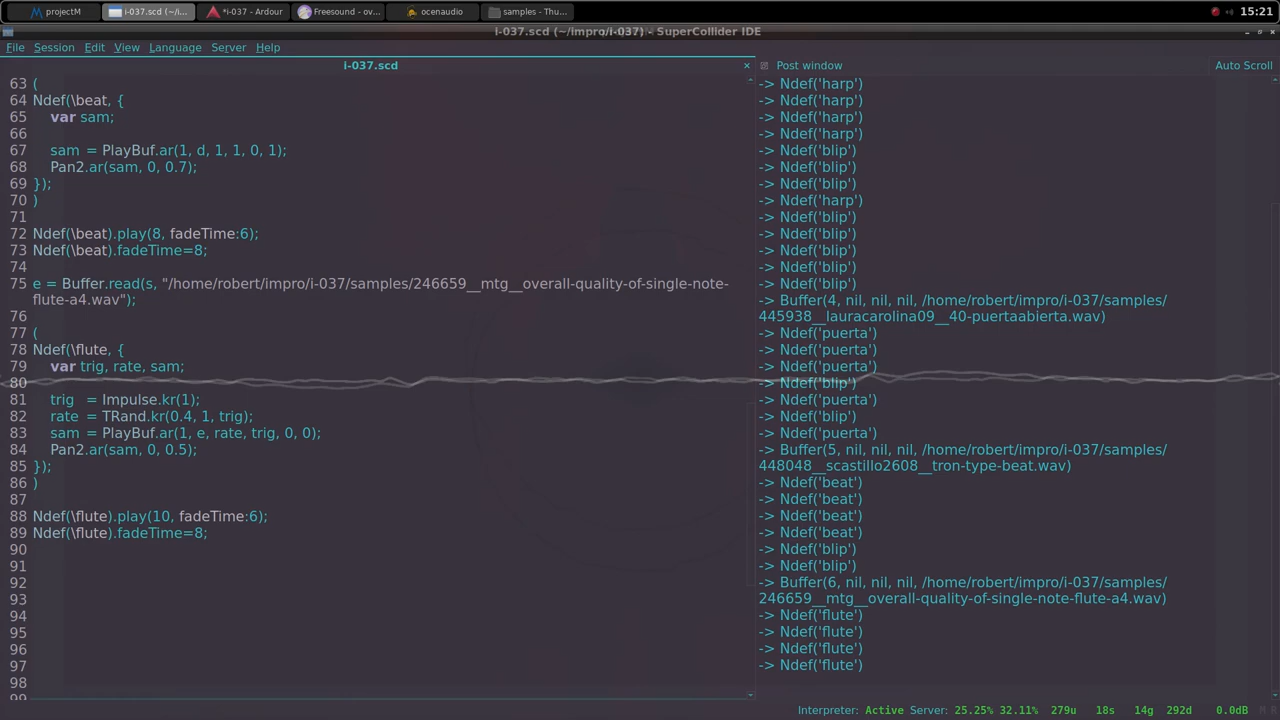 projectM
i-037.scd (~/i...
*i-037 - Ardour
Freesound - ov...
ocenaudio
samples - Thu...
15:21
i-037.scd (~/impro/i-037) - SuperCollider IDE
File Session Edit View Language Server Help
i-037.scd
63 (
64 Ndef(\beat, {
65 var sam;
66
67 sam = PlayBuf.ar(1, d, 1, 1, 0, 1);
68 Pan2.ar(sam, 0, 0.7);
69 });
70 )
71
72 Ndef(\beat).play(8, fadeTime:6);
73 Ndef(\beat).fadeTime=8;
74
75 e = Buffer.read(s, "/home/robert/impro/i-037/samples/246659__mtg__overall-quality-of-single-note-
flute-a4.wav");
76
77 (
78 Ndef(\flute, {
79 var trig, rate, sam;
80
81 trig = Impulse.kr(1);
82 rate = TRand.kr(0.4, 1, trig);
83 sam = PlayBuf.ar(1, e, rate, trig, 0, 0);
84 Pan2.ar(sam, 0, 0.5);
85 });
86 )
87
88 Ndef(\flute).play(10, fadeTime:6);
89 Ndef(\flute).fadeTime=8;
90
91
92
93
94
95
96
97
98
99
Post window
Auto Scroll
-> Ndef('harp')
-> Ndef('harp')
-> Ndef('harp')
-> Ndef('harp')
-> Ndef('blip')
-> Ndef('blip')
-> Ndef('blip')
-> Ndef('harp')
-> Ndef('blip')
-> Ndef('blip')
-> Ndef('blip')
-> Ndef('blip')
-> Ndef('blip')
-> Buffer(4, nil, nil, nil, /home/robert/impro/i-037/samples/
445938__lauracarolina09__40-puertaabierta.wav)
-> Ndef('puerta')
-> Ndef('puerta')
-> Ndef('puerta')
-> Ndef('blip')
-> Ndef('puerta')
-> Ndef('blip')
-> Ndef('puerta')
-> Buffer(5, nil, nil, nil, /home/robert/impro/i-037/samples/
448048__scastillo2608__tron-type-beat.wav)
-> Ndef('beat')
-> Ndef('beat')
-> Ndef('beat')
-> Ndef('beat')
-> Ndef('blip')
-> Ndef('blip')
-> Buffer(6, nil, nil, nil, /home/robert/impro/i-037/samples/
246659__mtg__overall-quality-of-single-note-flute-a4.wav)
-> Ndef('flute')
-> Ndef('flute')
-> Ndef('flute')
-> Ndef('flute')
Interpreter: Active Server: 25.25% 32.11% 279u 18s 14g 292d 0.0dB